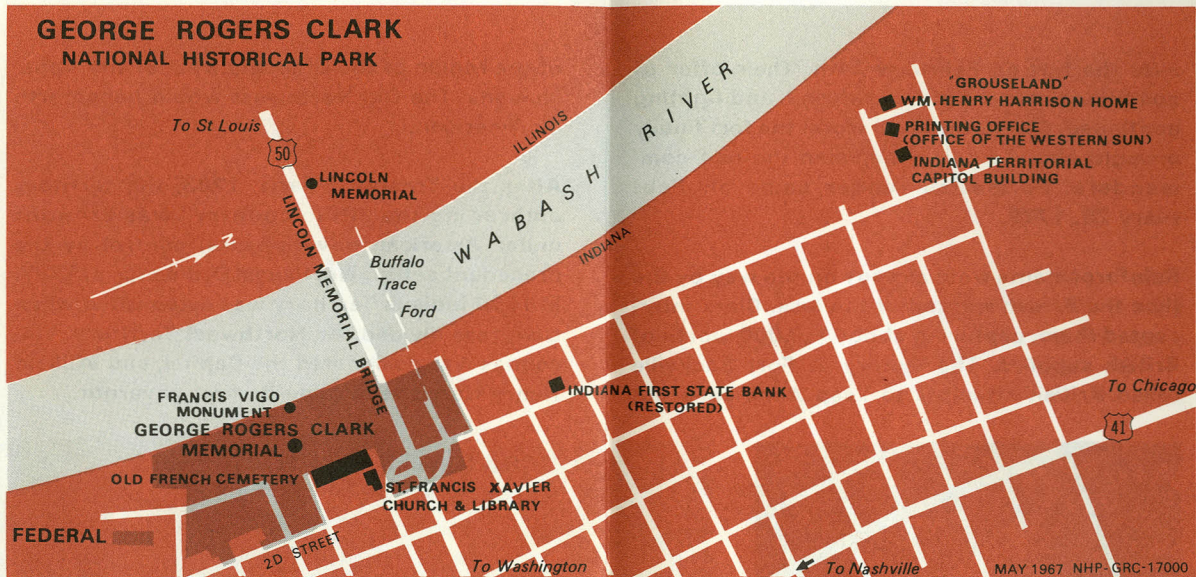 GEORGE ROGERS CLARK
NATIONAL HISTORICAL PARK
To St Louis
50
LINCOLN
MEMORIAL
LINCOLN MEMORIAL BRIDGE
N
ILLINOIS
WABASH RIVER
INDIANA
Buffalo
Trace
Ford
"GROUSELAND"
WM. HENRY HARRISON HOME
PRINTING OFFICE
(OFFICE OF THE WESTERN SUN)
INDIANA TERRITORIAL
CAPITOL BUILDING
FRANCIS VIGO
MONUMENT
GEORGE ROGERS CLARK
MEMORIAL
OLD FRENCH CEMETERY
ST. FRANCIS XAVIER
CHURCH & LIBRARY
INDIANA FIRST STATE BANK
(RESTORED)
To Chicago
41
FEDERAL
2D STREET
To Washington
To Nashville
MAY 1967 NHP-GRC-17000